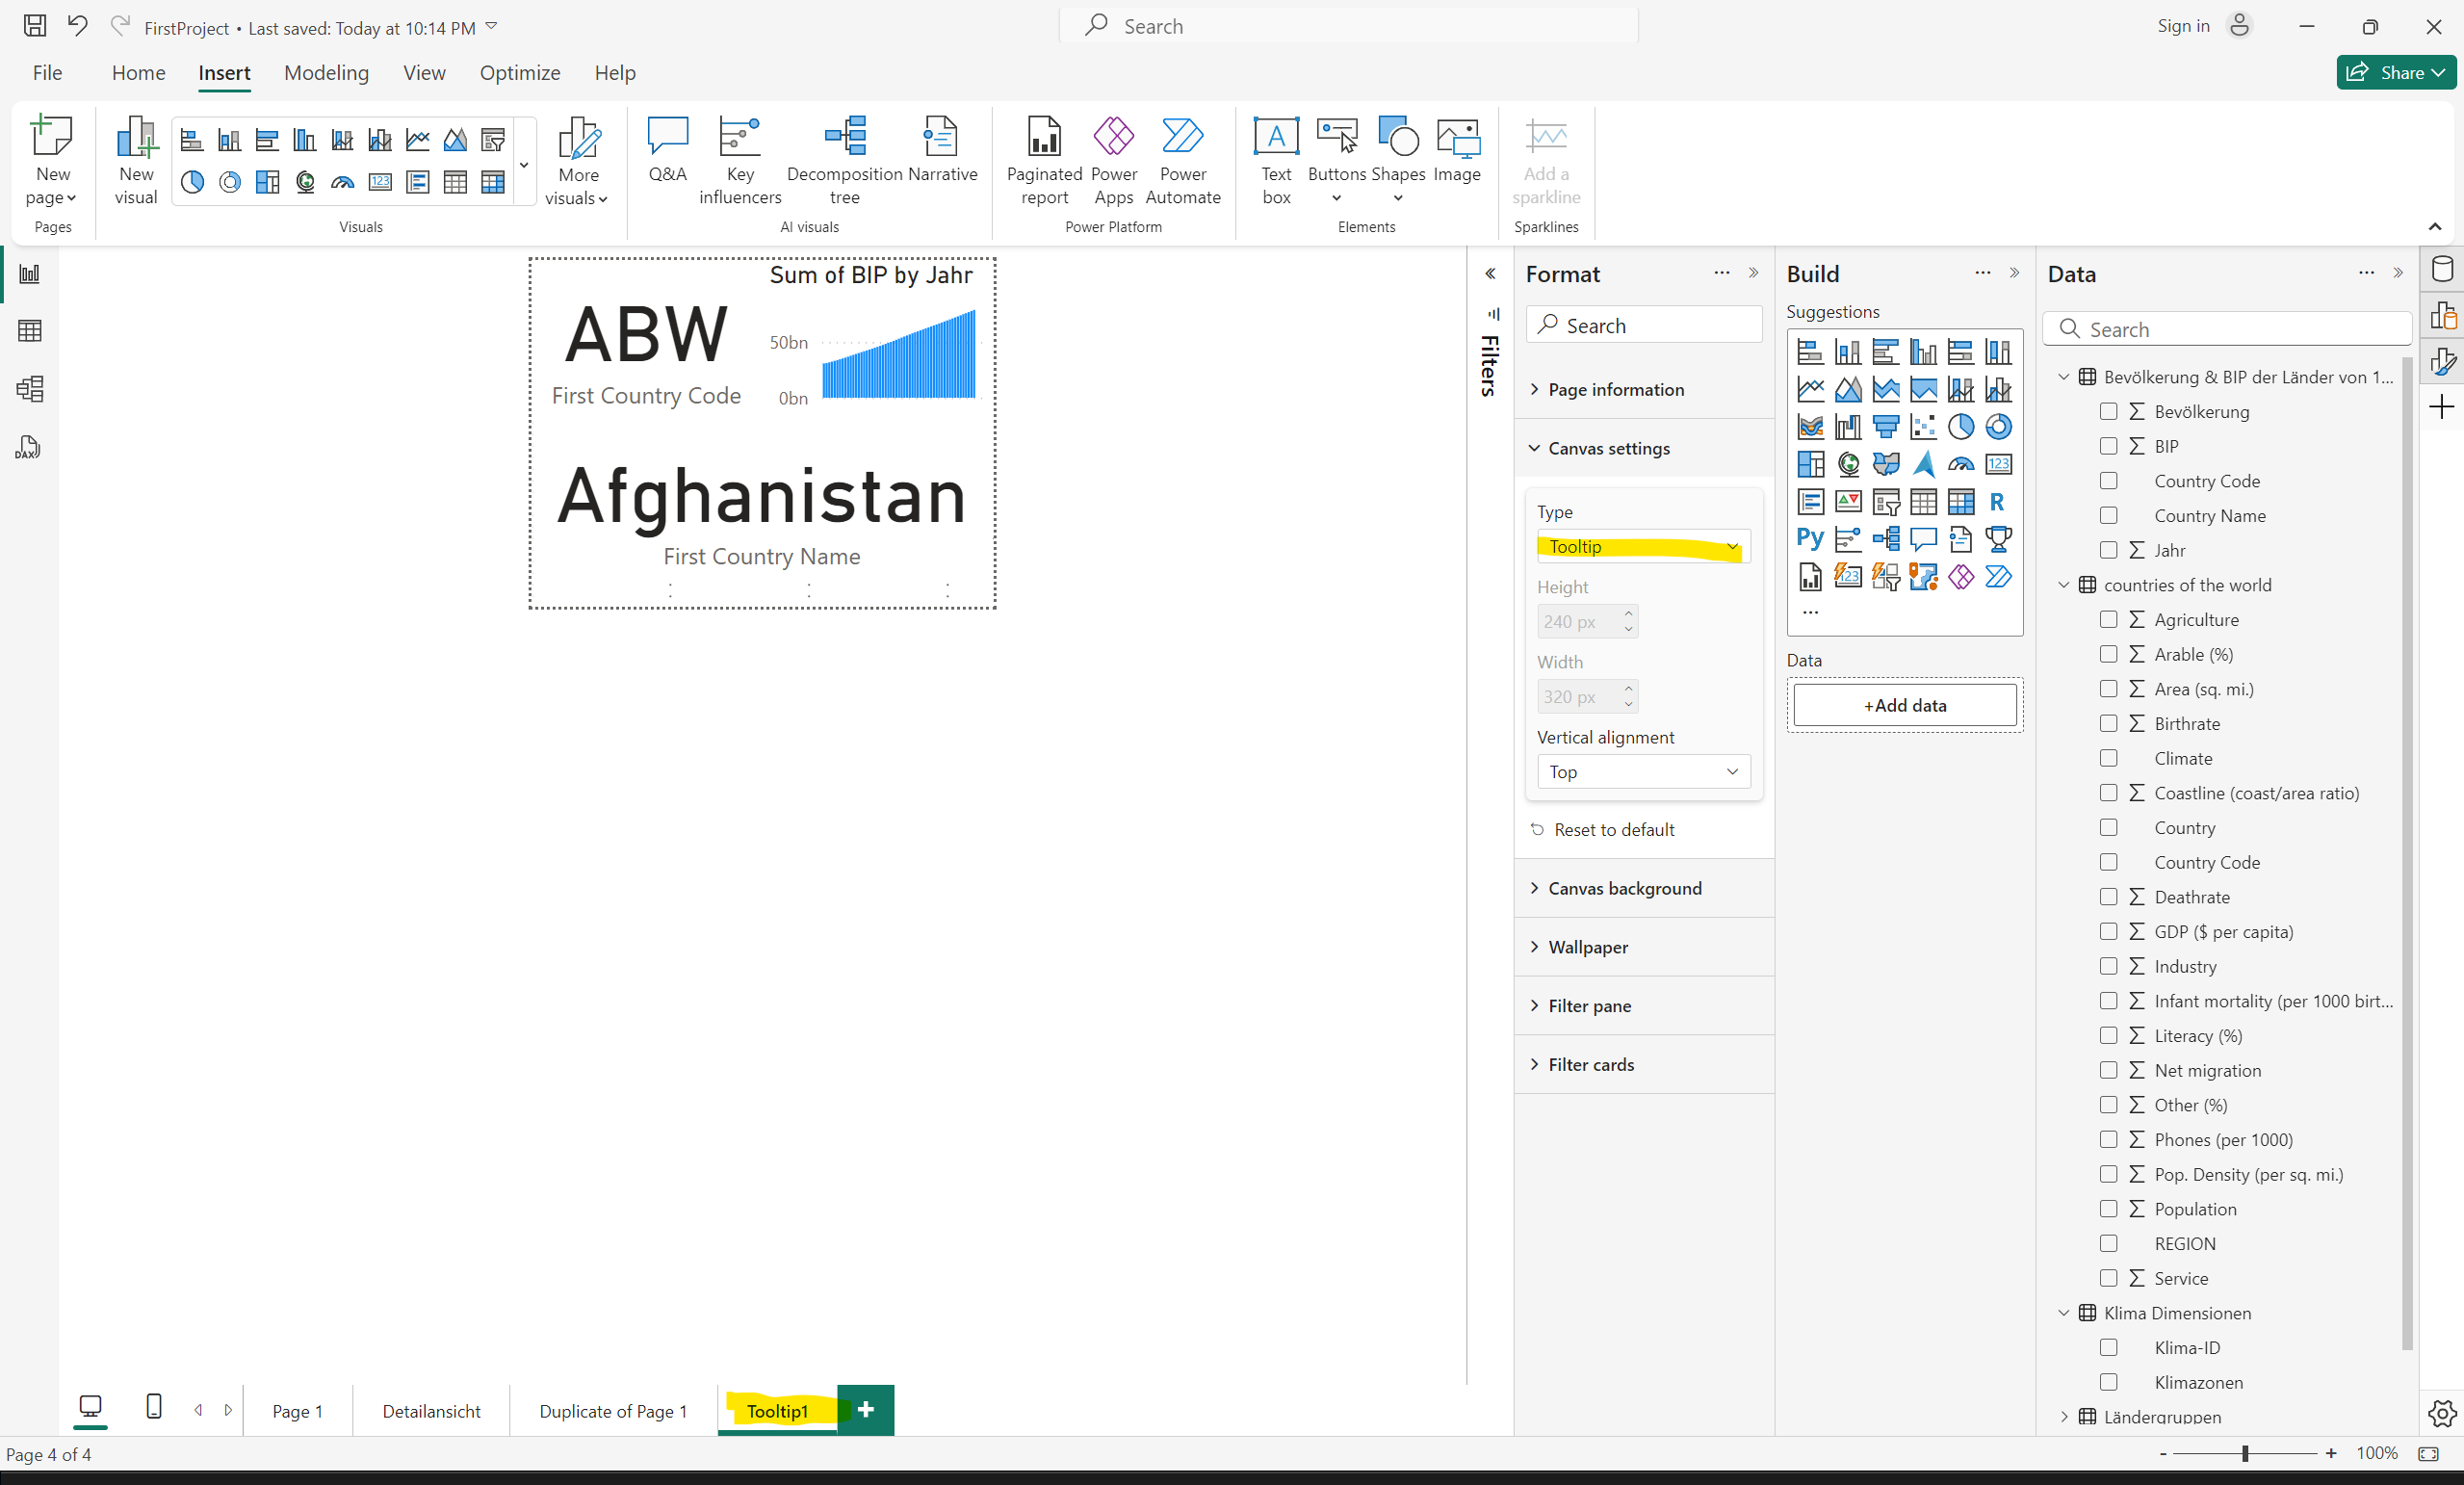 FirstProject • Last saved: Today at 10:14 PM
Search
Sign in
File Home Insert Modeling View Optimize Help
Share
New page
New visual
More visuals
Q&A
Key influencers
Decomposition tree
Narrative
Paginated report
Power Apps
Power Automate
Text box
Buttons
Shapes
Image
Add a sparkline
Pages
Visuals
AI visuals
Power Platform
Elements
Sparklines
DAX
ABW
First Country Code
Sum of BIP by Jahr
50bn
0bn
Afghanistan
First Country Name
Filters
Format
Search
Page information
Canvas settings
Type
Tooltip
Height
240 px
Width
320 px
Vertical alignment
Top
Reset to default
Canvas background
Wallpaper
Filter pane
Filter cards
Build
Suggestions
123
R
Py
123
Data
+Add data
Data
Search
Bevölkerung & BIP der Länder von 1...
Bevölkerung
BIP
Country Code
Country Name
Jahr
countries of the world
Agriculture
Arable (%)
Area (sq. mi.)
Birthrate
Climate
Coastline (coast/area ratio)
Country
Country Code
Deathrate
GDP ($ per capita)
Industry
Infant mortality (per 1000 birt...
Literacy (%)
Net migration
Other (%)
Phones (per 1000)
Pop. Density (per sq. mi.)
Population
REGION
Service
Klima Dimensionen
Klima-ID
Klimazonen
Ländergruppen
Page 1
Detailansicht
Duplicate of Page 1
Tooltip1
Page 4 of 4
100%